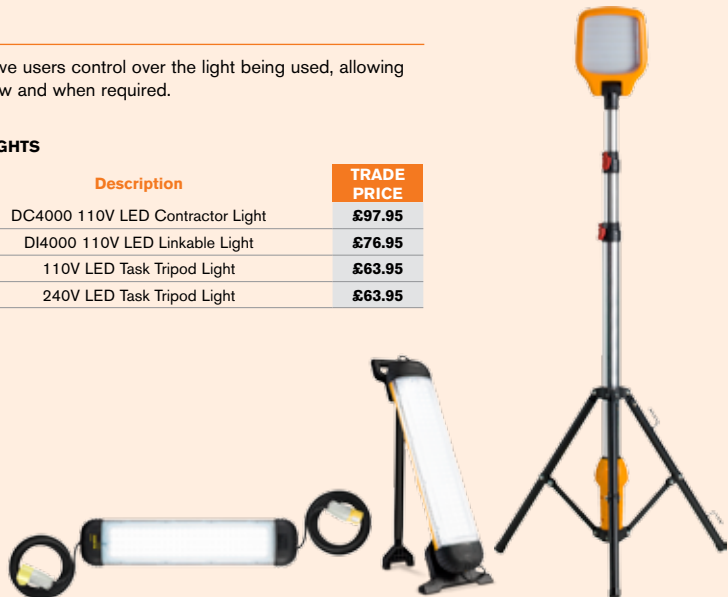 ve users control over the light being used, allowing
w and when required.
GHTS
Description TRADE PRICE
DC4000 110V LED Contractor Light £97.95
DI4000 110V LED Linkable Light £76.95
110V LED Task Tripod Light £63.95
240V LED Task Tripod Light £63.95